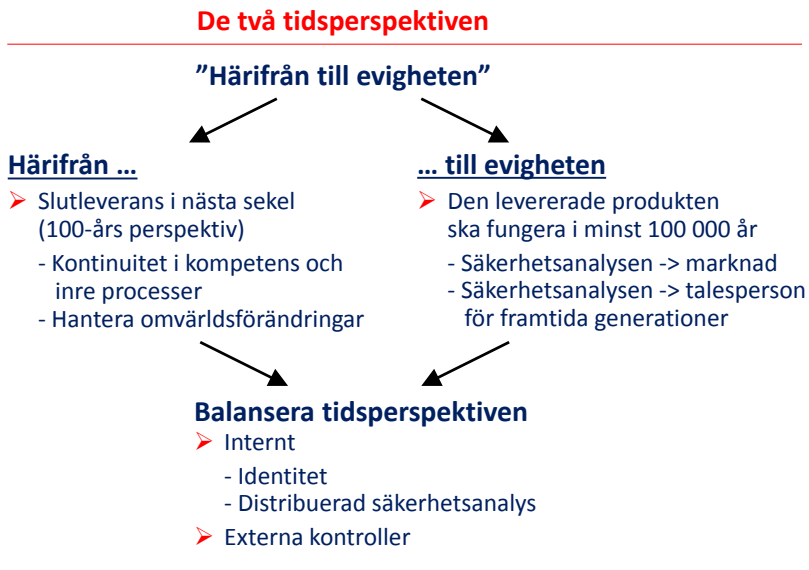 De två tidsperspektiven
”Härifrån till evigheten”
Härifrån ...
➢ Slutleverans i nästa sekel
(100-års perspektiv)
- Kontinuitet i kompetens och
inre processer
- Hantera omvärldsförändringar
... till evigheten
➢ Den levererade produkten
ska fungera i minst 100 000 år
- Säkerhetsanalysen -> marknad
- Säkerhetsanalysen -> talesperson
för framtida generationer
Balansera tidsperspektiven
➢ Internt
- Identitet
- Distribuerad säkerhetsanalys
➢ Externa kontroller